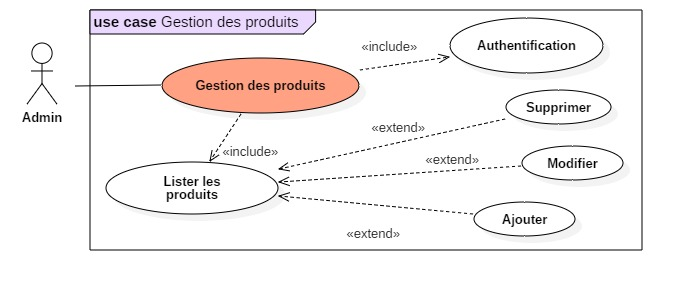 use case Gestion des produits
«include»
Authentification
Gestion des produits
Admin
Supprimer
«extend»
«include»
«extend»
Modifier
Lister les
produits
Ajouter
«extend»